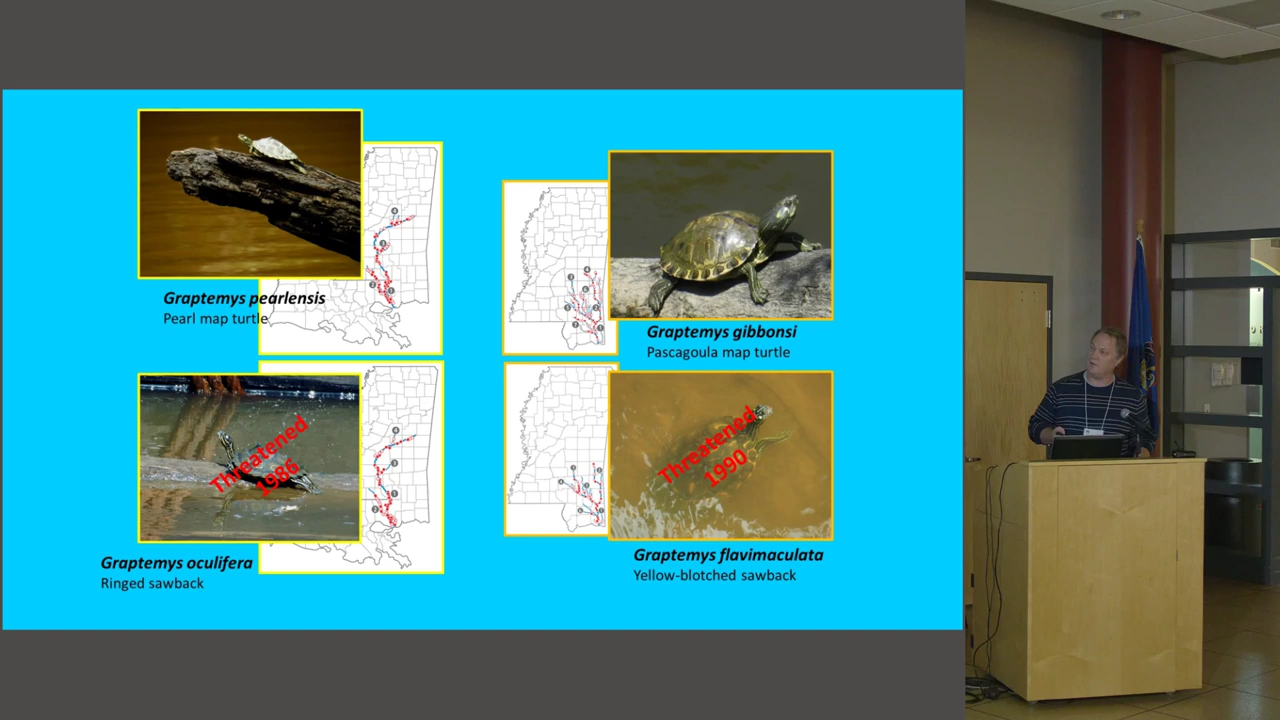 Graptemys pearlensis
Pearl map turtle
Graptemys gibbonsi
Pascagoula map turtle
Threatened
1986
Graptemys oculifera
Ringed sawback
Threatened
1990
Graptemys flavimaculata
Yellow-blotched sawback